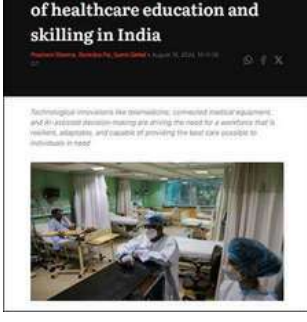 of healthcare education and
skilling in India
Technological innovations like telemedicine, connected medical equipment,
and AI-assisted decision-making are driving the need for a workforce that is
resilient, adaptable, and capable of providing the best care possible to
individuals in need